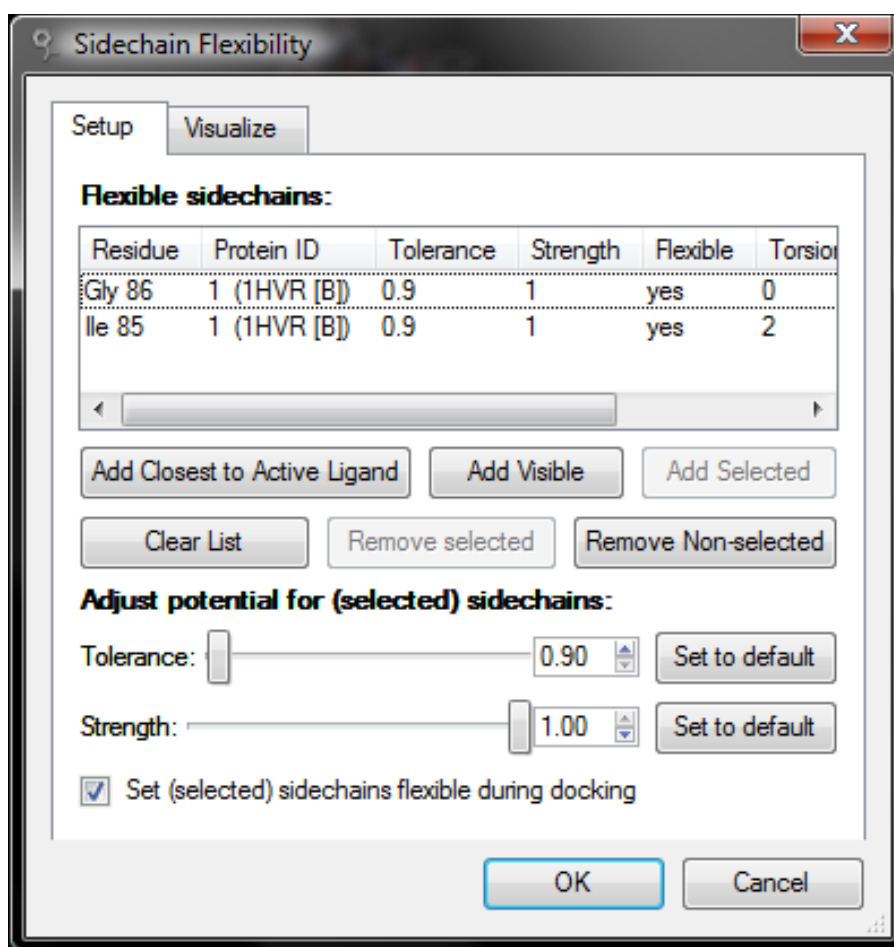 Sidechain Flexibility
Setup Visualize
Flexible sidechains:
Residue Protein ID Tolerance Strength Flexible Torsion
Gly 86 1 (1HVR [B]) 0.9 1 yes 0
Ile 85 1 (1HVR [B]) 0.9 1 yes 2
Add Closest to Active Ligand Add Visible Add Selected
Clear List Remove selected Remove Non-selected
Adjust potential for (selected) sidechains:
Tolerance: 0.90 Set to default
Strength: 1.00 Set to default
Set (selected) sidechains flexible during docking
OK Cancel